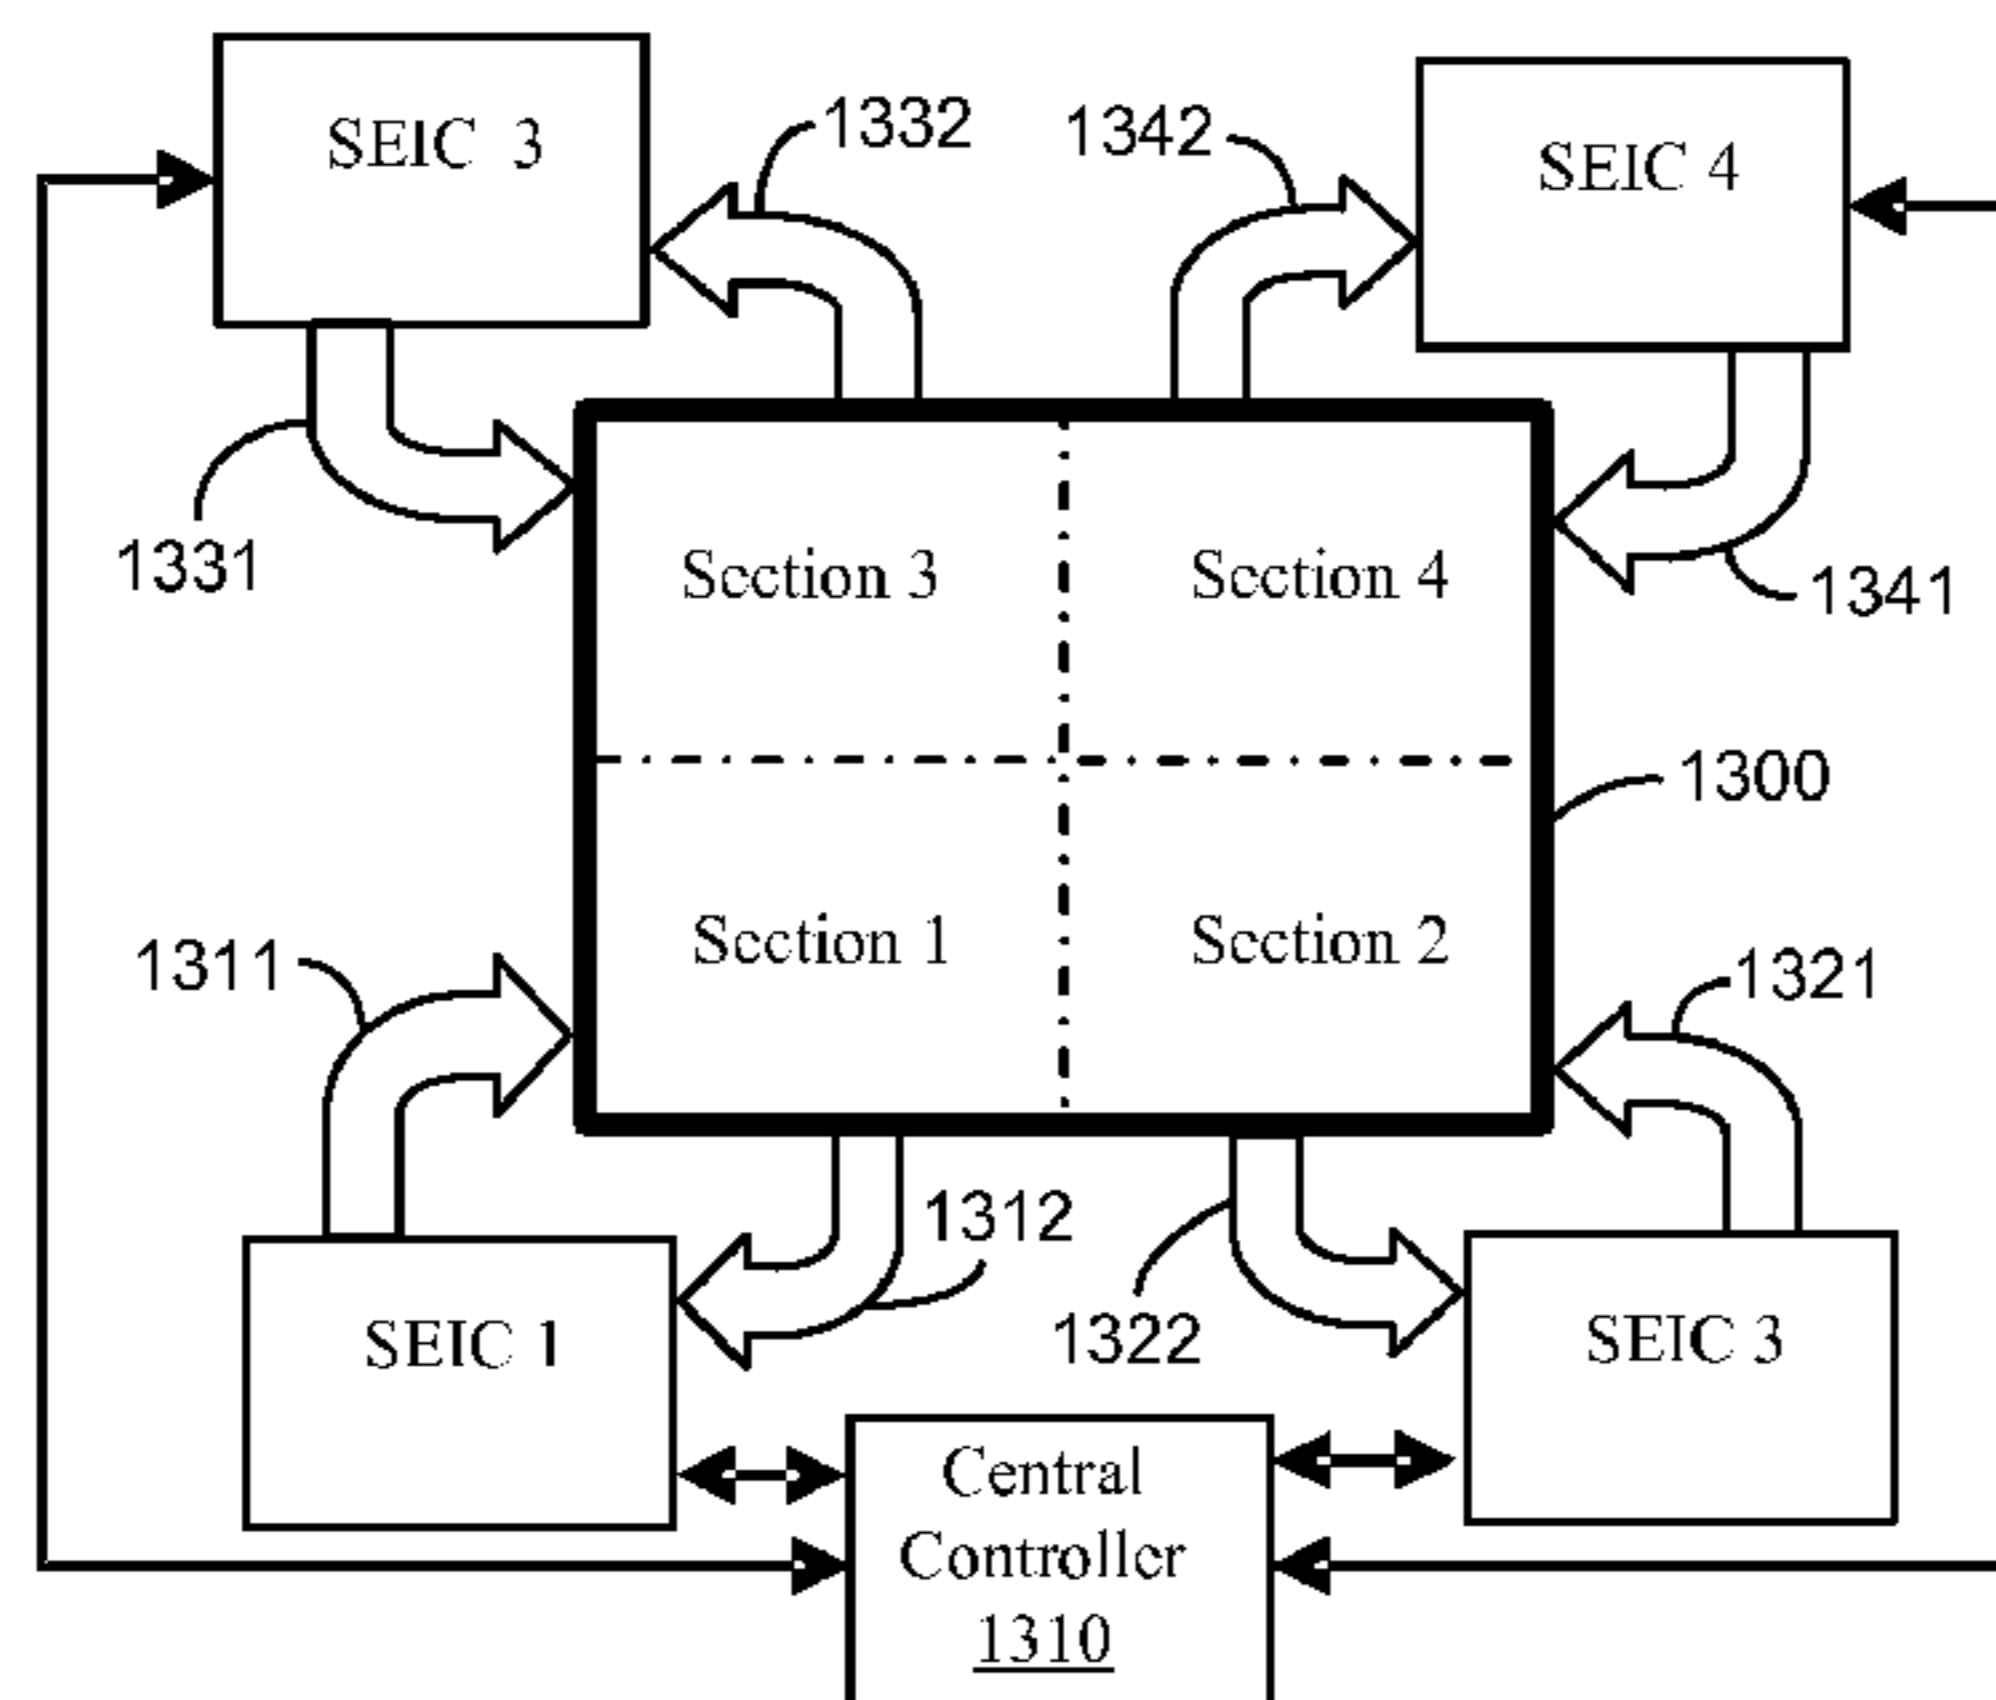 SEIC 3
1332
1342
SEIC 4
1331
Section 3
Section 4
1341
1300
Section 1
Section 2
1311
1321
1312
1322
SEIC 1
SEIC 3
Central
Controller
1310